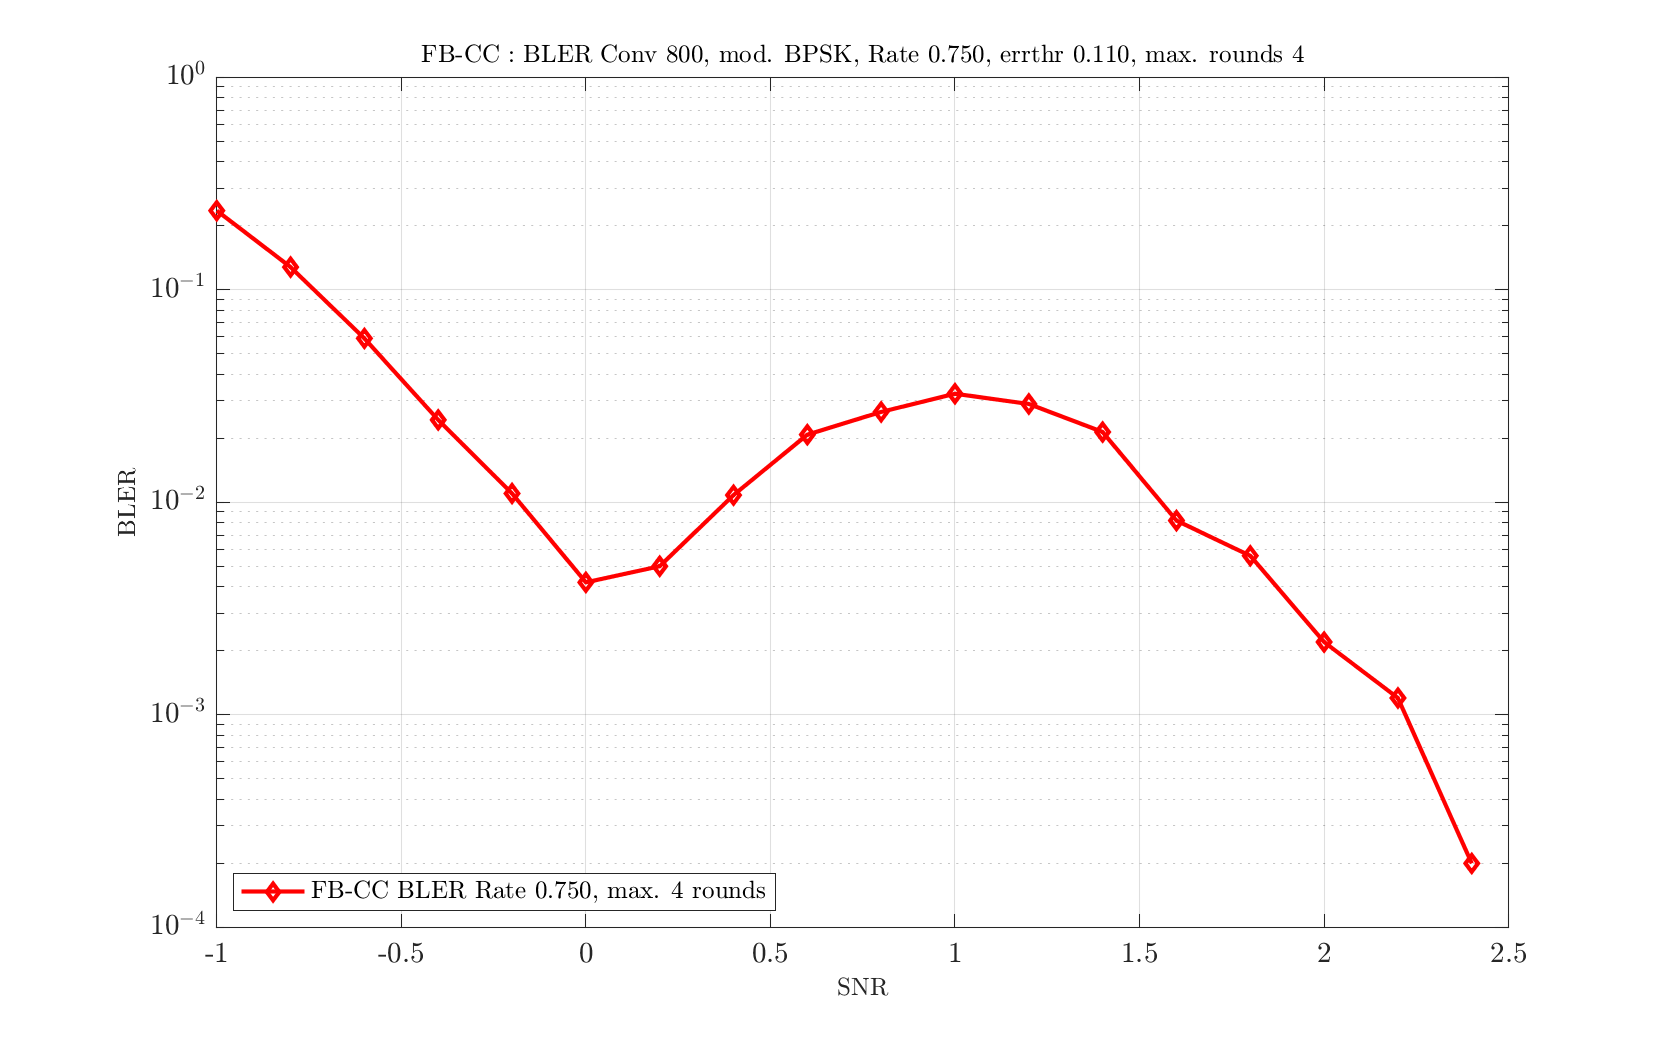 FB-CC : BLER Conv 800, mod. BPSK, Rate 0.750, errthr 0.110, max. rounds 4
10^0
10^-1
10^-2
10^-3
10^-4
BLER
FB-CC BLER Rate 0.750, max. 4 rounds
-1 -0.5 0 0.5 1 1.5 2 2.5
SNR